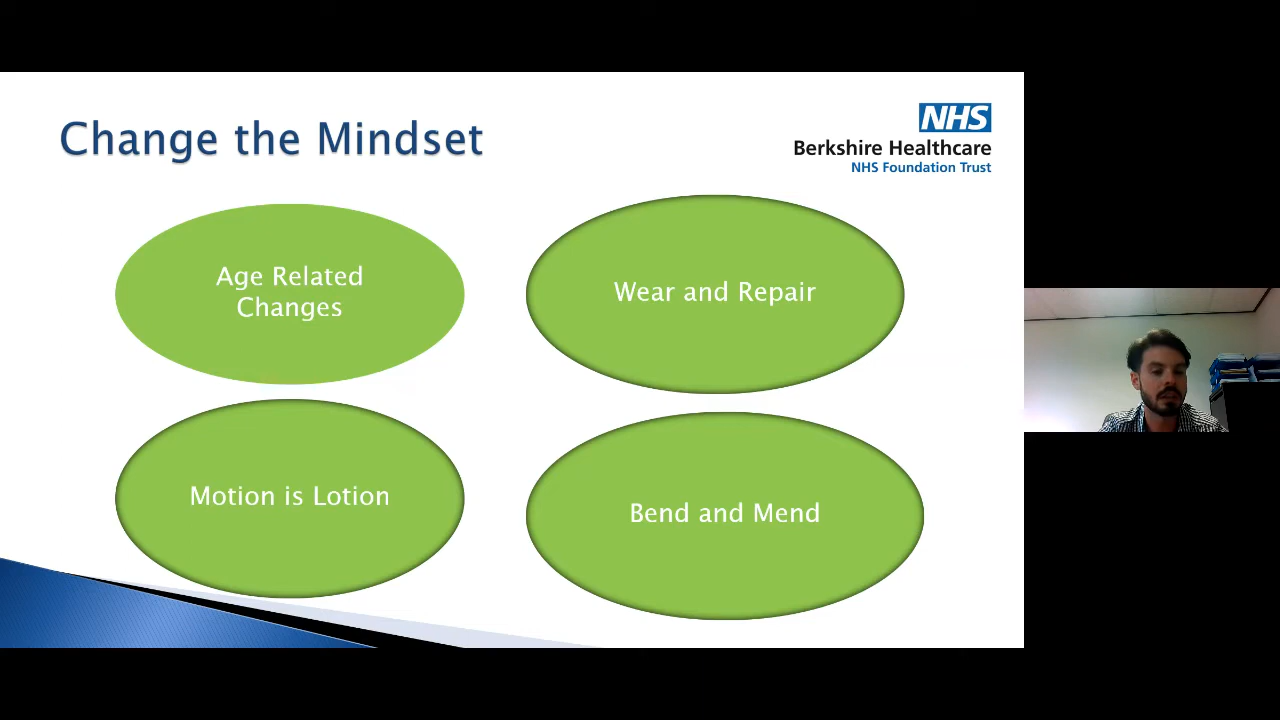 Change the Mindset
NHS
Berkshire Healthcare
NHS Foundation Trust
Age Related
Changes
Wear and Repair
Motion is Lotion
Bend and Mend